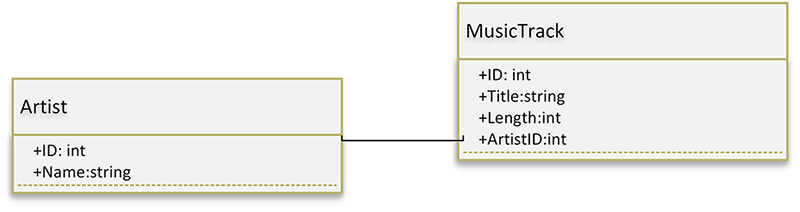 Artist
+ID: int
+Name:string
MusicTrack
+ID: int
+Title:string
+Length:int
+ArtistID:int